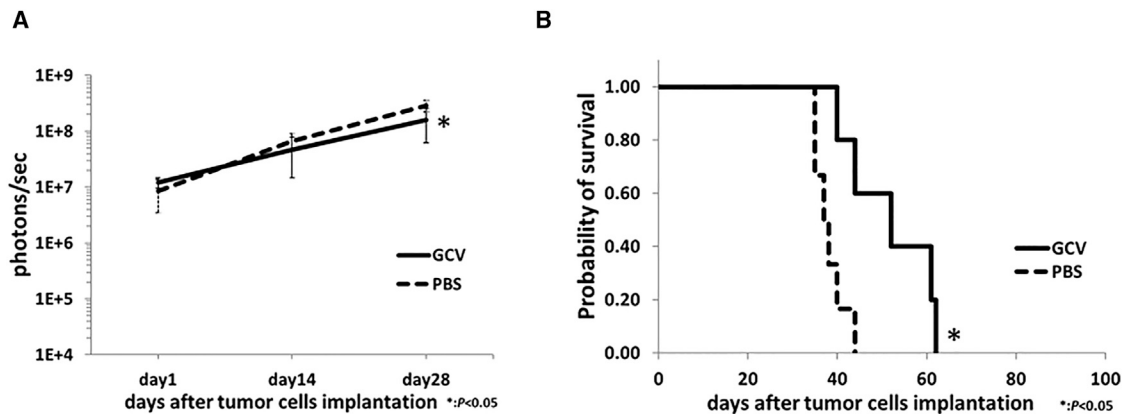 A
1E+9
1E+8
1E+7
1E+6
1E+5
1E+4
photons/sec
*
GCV
PBS
day1
day14
day28
days after tumor cells implantation
*:P<0.05
B
1.00
0.80
0.60
0.40
0.20
0.00
Probability of survival
GCV
PBS
*
0
20
40
60
80
100
days after tumor cells implantation
*:P<0.05